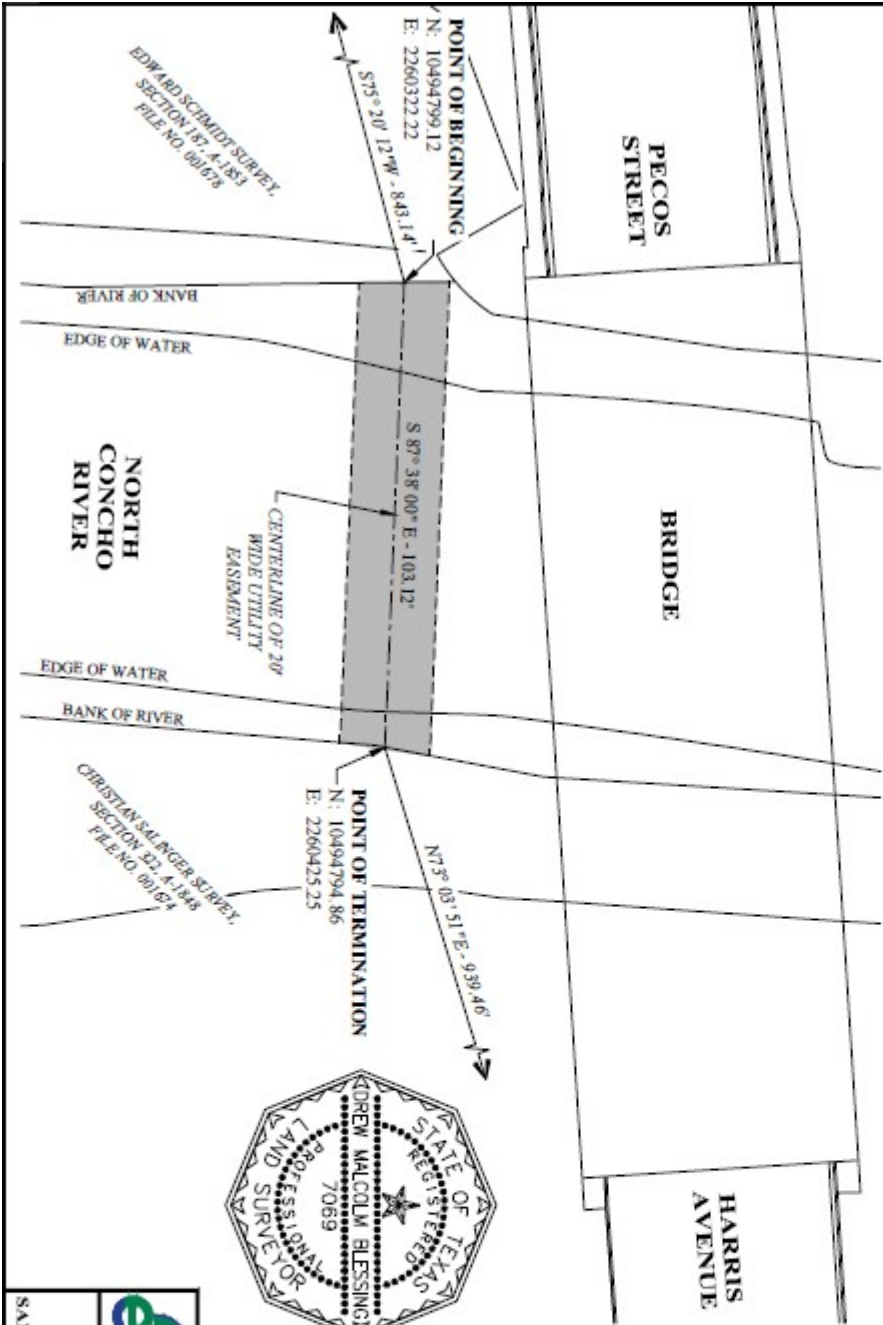 PECOS
STREET
POINT OF BEGINNING
N: 10494799.12
E: 2260322.22
S75° 20' 12"W - 843.14'
EDWARD SCHMIDT SURVEY,
SECTION 187, A-1853
FILE NO. 001678
BANK OF RIVER
EDGE OF WATER
BRIDGE
S 87° 38' 00" E - 103.12'
CENTERLINE OF 20'
WIDE UTILITY
EASEMENT
NORTH
CONCHO
RIVER
EDGE OF WATER
BANK OF RIVER
POINT OF TERMINATION
N: 10494794.86
E: 2260425.25
N73° 03' 51"E - 939.46'
CHRISTIAN SALINGER SURVEY,
SECTION 322, A-1848
FILE NO. 001674
HARRIS
AVENUE
STATE OF TEXAS
REGISTERED
DREW MALCOLM BLESSING
7069
PROFESSIONAL
LAND SURVEYOR